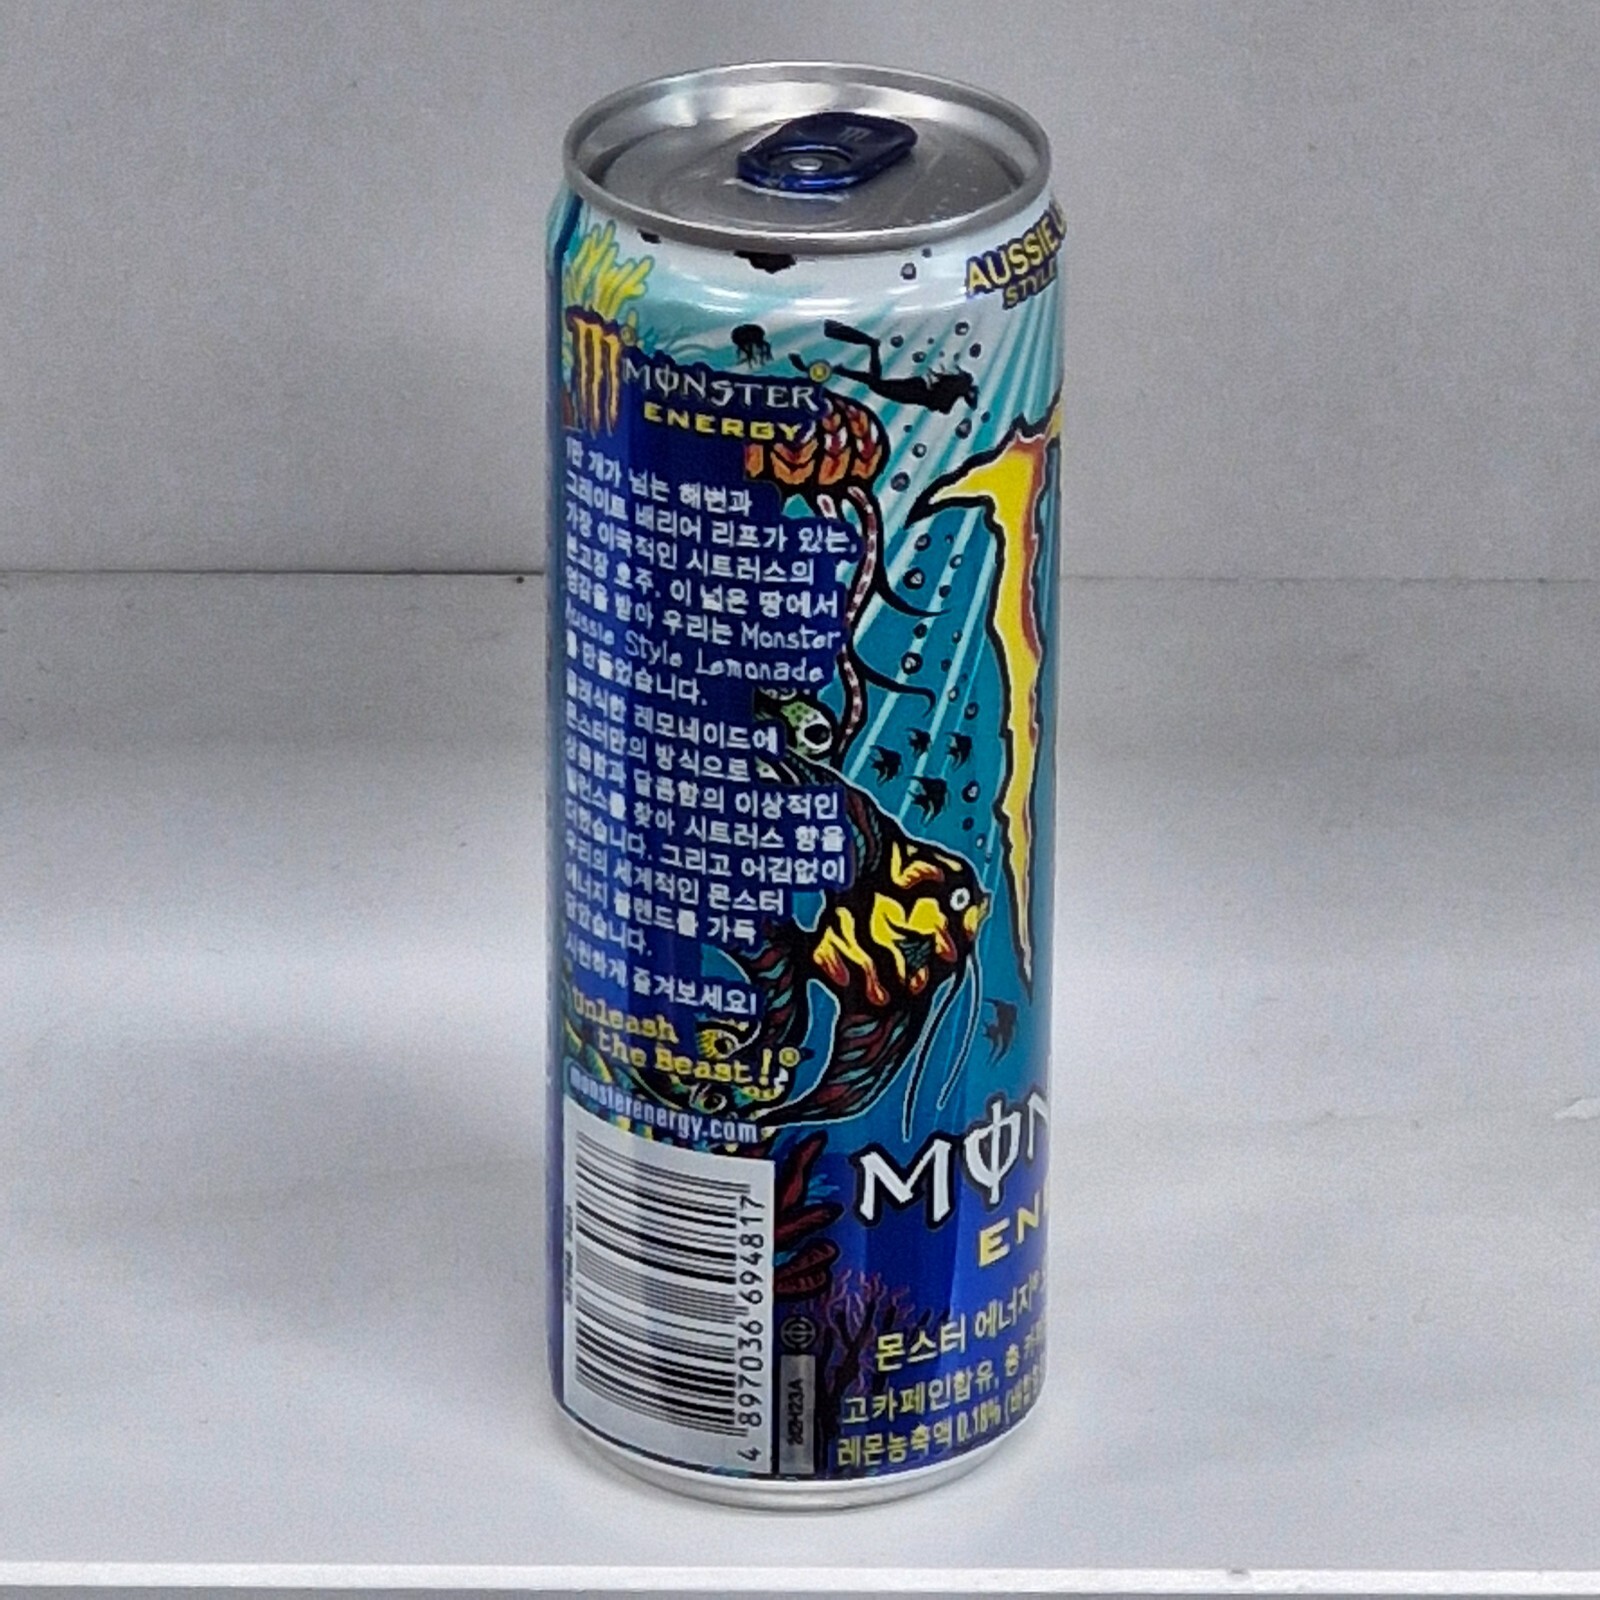 AUSSIE
STYLE
MONSTER
ENERGY
1만 개가 넘는 해변과
그레이트 배리어 리프가 있는,
가장 이국적인 시트러스의
본고장 호주. 이 넓은 땅에서
영감을 받아 우리는 Monster
Aussie Style Lemonade
를 만들었습니다.
클래식한 레모네이드에
몬스터만의 방식으로
상큼함과 달콤함의 이상적인
밸런스를 찾아 시트러스 향을
더했습니다. 그리고 어김없이
우리의 세계적인 몬스터
에너지 블렌드를 가득
담았습니다.
시원하게 즐겨보세요!
Unleash
the Beast!®
monsterenergy.com
4 897036 694817
몬스터 에너지®
고카페인함유, 총
레몬농축액 0.18%